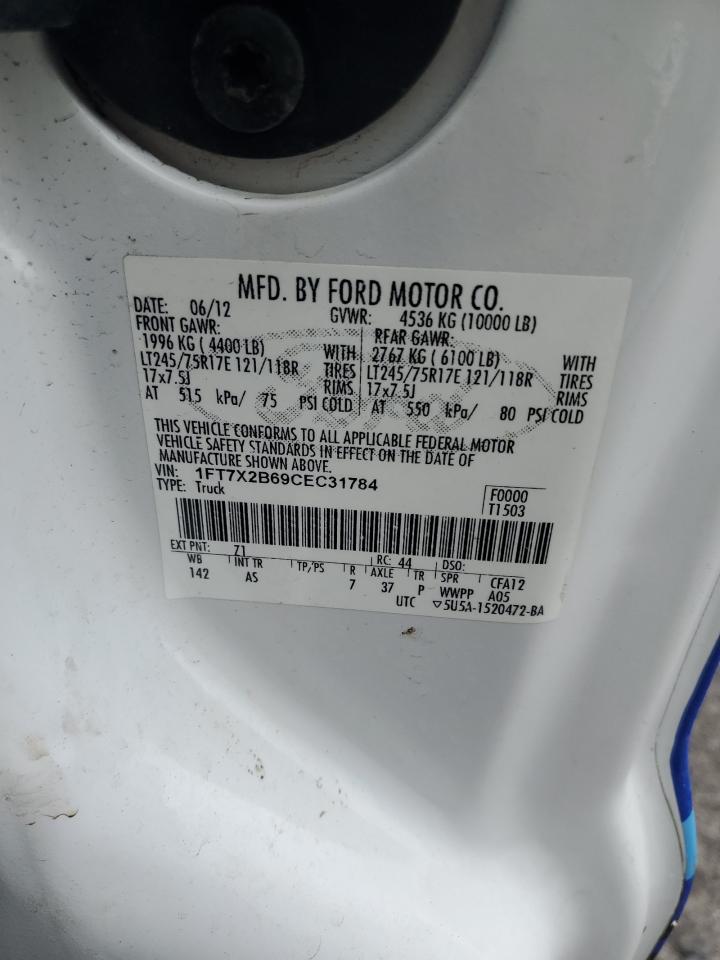 MFD. BY FORD MOTOR CO.
DATE: 06/12 GVWR: 4536 KG (10000 LB)
FRONT GAWR: RFAR GAWR:
1996 KG ( 4400 LB) WITH 2767 KG ( 6100 LB) WITH
LT245/75R17E 121/118R TIRES LT245/75R17E 121/118R TIRES
17x7.5J RIMS 17x7.5J RIMS
AT 515 kPa/ 75 PSI COLD AT 550 kPa/ 80 PSI COLD
THIS VEHICLE CONFORMS TO ALL APPLICABLE FEDERAL MOTOR
VEHICLE SAFETY STANDARDS IN EFFECT ON THE DATE OF
MANUFACTURE SHOWN ABOVE.
VIN: 1FT7X2B69CEC31784
TYPE: Truck
F0000
T1503
EXT PNT: 71 RC: 44 DSO:
WB INT TR TP/PS R AXLE TR SPR CFA12
142 AS 7 37 P WWPP A05
UTC ▽5U5A-1520472-BA